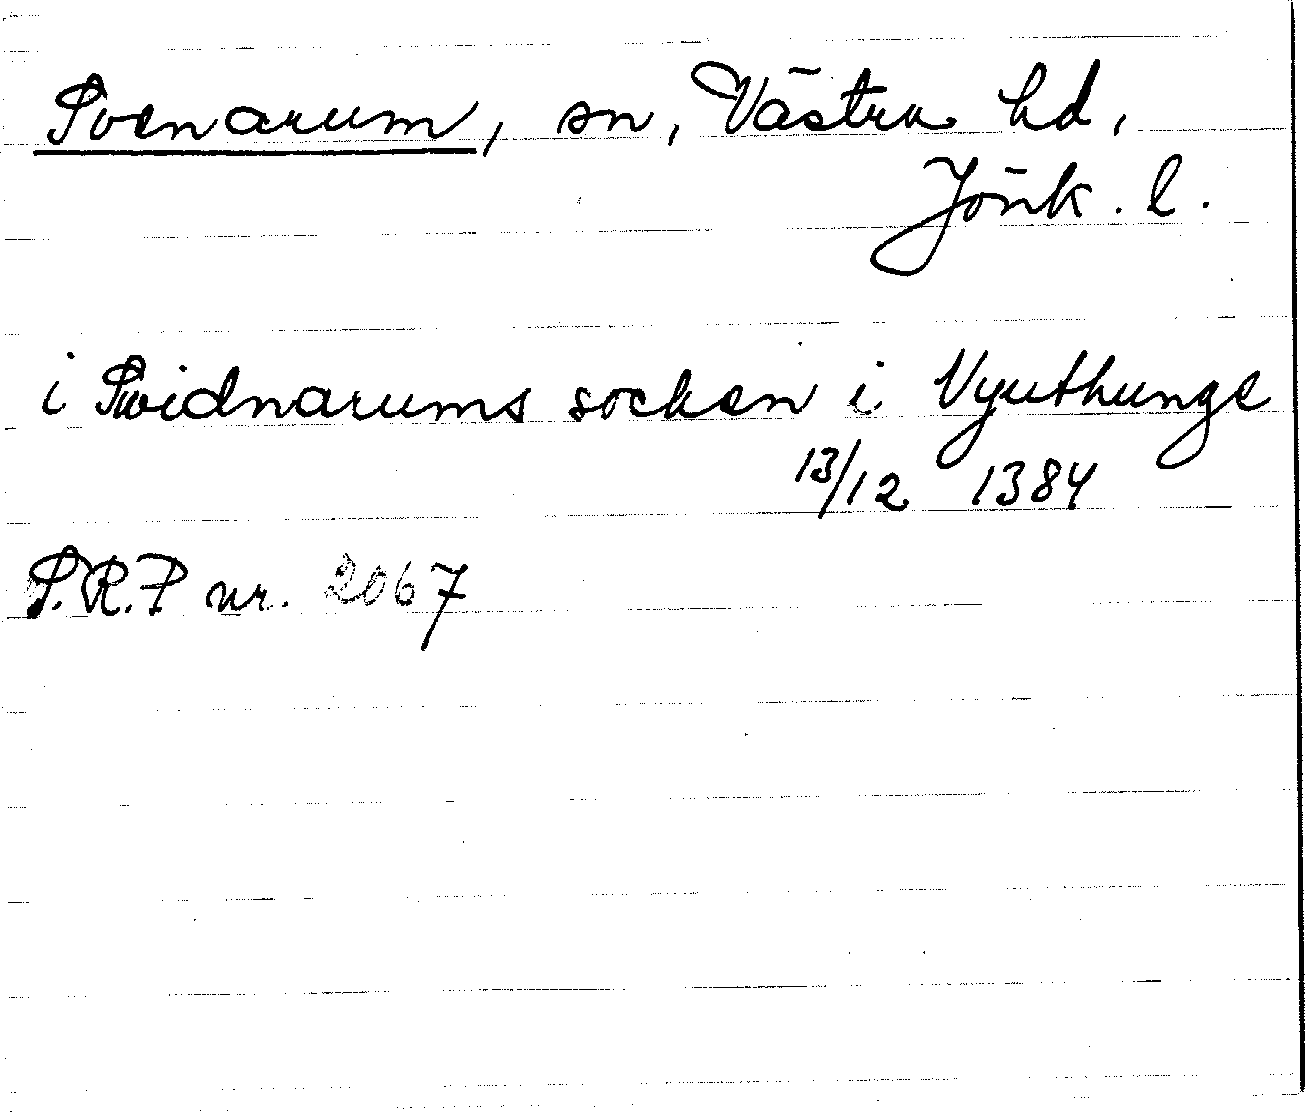 Svenarum, sn, Västra hd,
Jönk. l.
i Swidnarums socken i Vyuthunge
13/12 1384
S.R.P nr. 2067